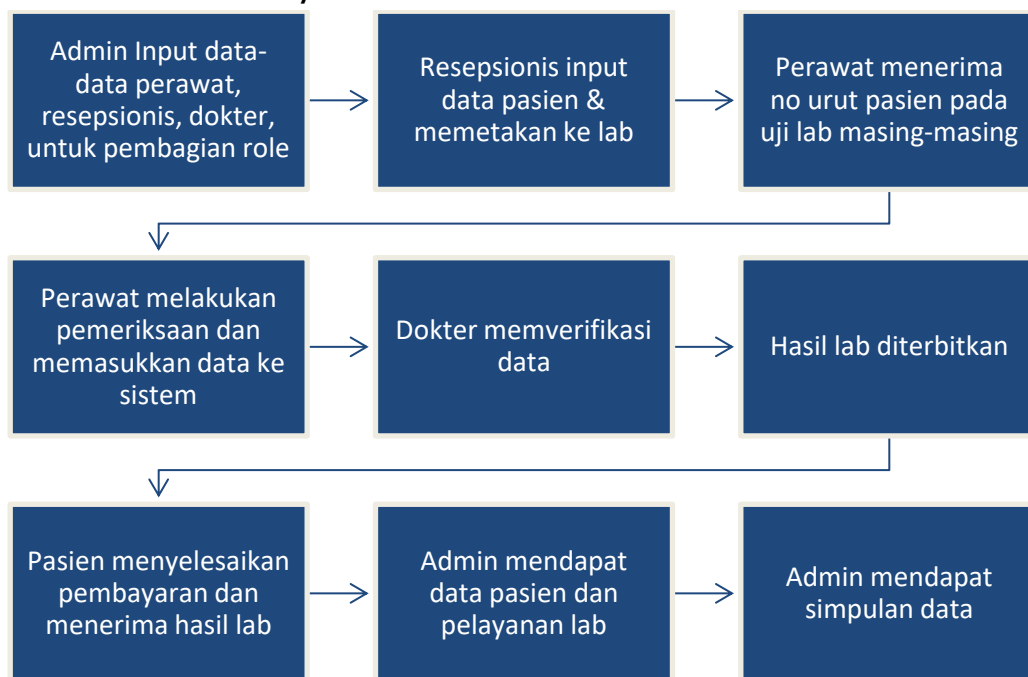 Admin Input data-
data perawat,
resepsionis, dokter,
untuk pembagian role
Resepsionis input
data pasien &
memetakan ke lab
Perawat menerima
no urut pasien pada
uji lab masing-masing
Perawat melakukan
pemeriksaan dan
memasukkan data ke
sistem
Dokter memverifikasi
data
Hasil lab diterbitkan
Pasien menyelesaikan
pembayaran dan
menerima hasil lab
Admin mendapat
data pasien dan
pelayanan lab
Admin mendapat
simpulan data